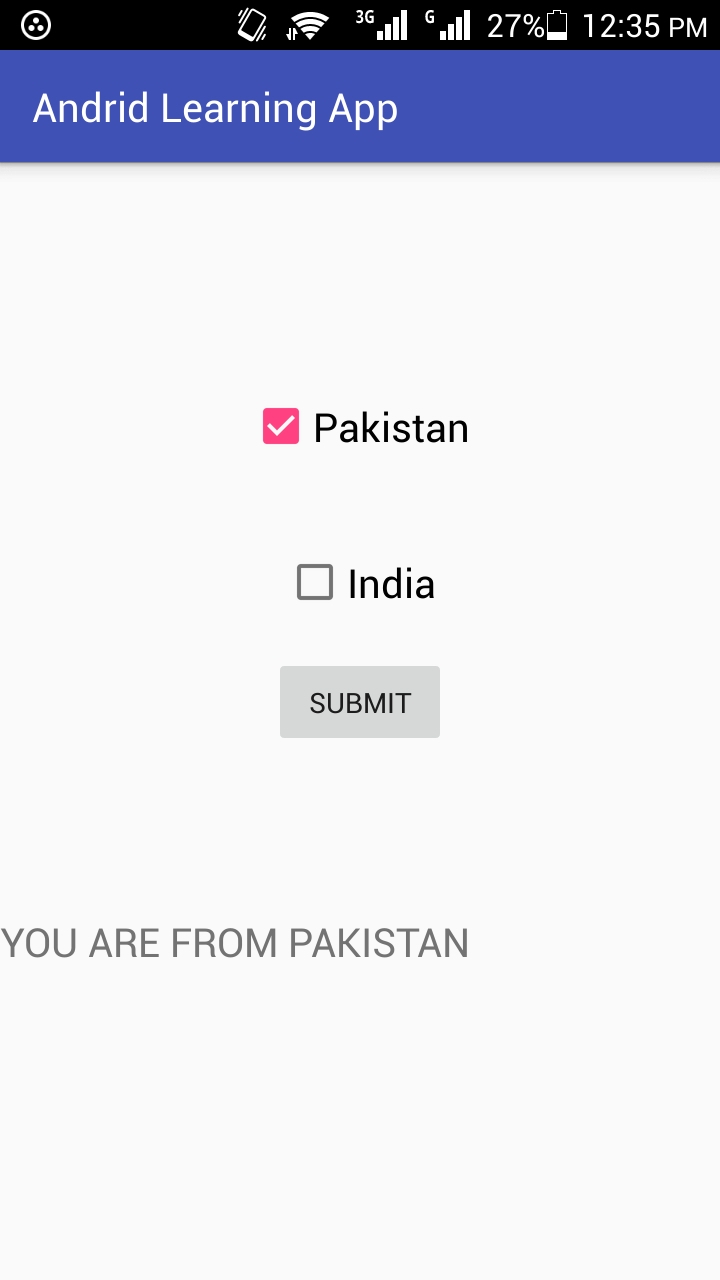 3G G 27% 12:35 PM
Andrid Learning App
Pakistan
India
SUBMIT
YOU ARE FROM PAKISTAN